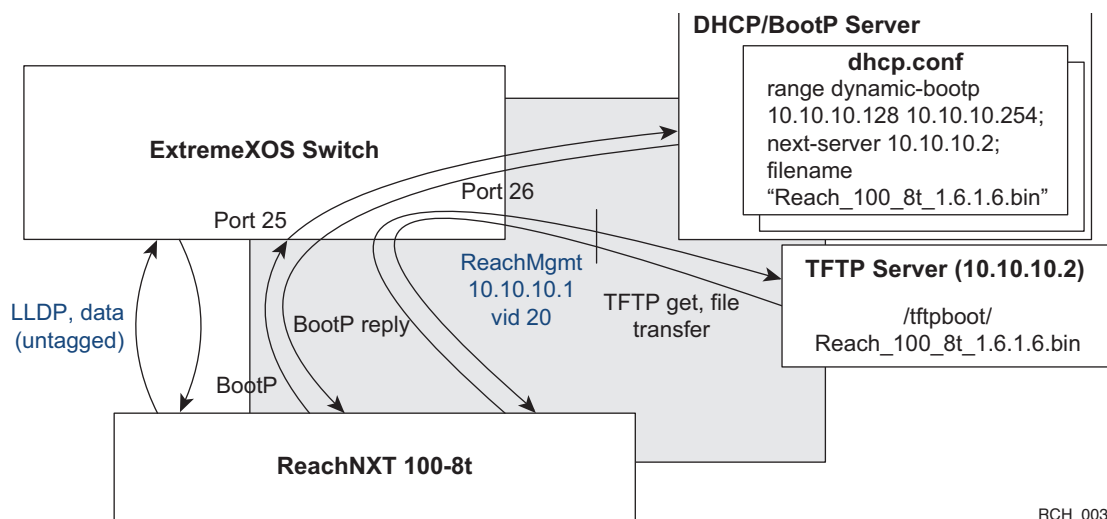 DHCP/BootP Server
dhcp.conf
range dynamic-bootp
10.10.10.128 10.10.10.254;
next-server 10.10.10.2;
filename
“Reach_100_8t_1.6.1.6.bin”
ExtremeXOS Switch
Port 26
Port 25
ReachMgmt
10.10.10.1
vid 20
TFTP Server (10.10.10.2)
/tftpboot/
Reach_100_8t_1.6.1.6.bin
TFTP get, file
transfer
LLDP, data
(untagged)
BootP reply
BootP
ReachNXT 100-8t
RCH_003